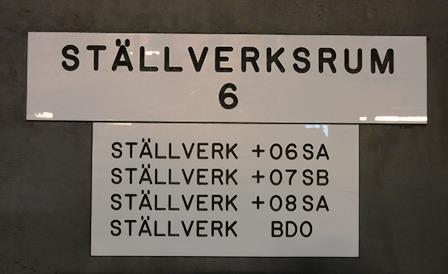 STÄLLVERKSRUM
6
STÄLLVERK +06SA
STÄLLVERK +07SB
STÄLLVERK +08SA
STÄLLVERK BDO